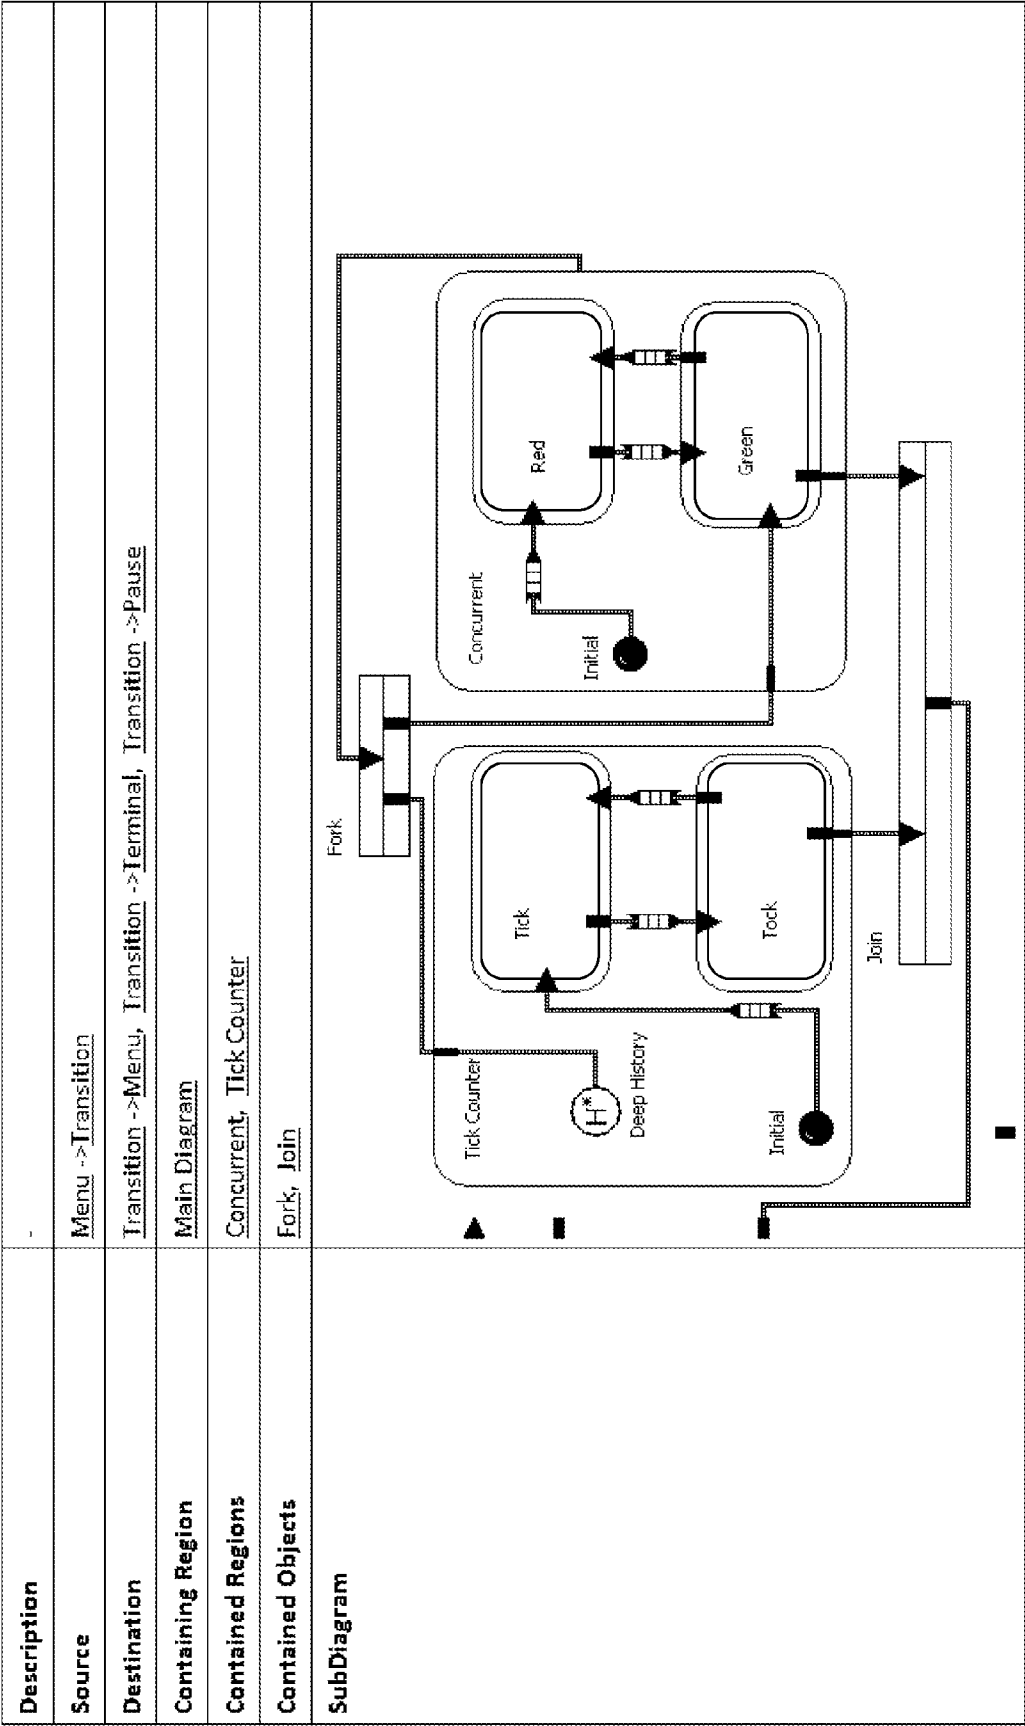 Description -
Source Menu ->Transition
Destination Transition ->Menu, Transition ->Terminal, Transition ->Pause
Containing Region Main Diagram
Contained Regions Concurrent, Tick Counter
Contained Objects Fork, Join
SubDiagram
Fork
Tick Counter
Concurrent
Tick
Red
H*
Deep History
Initial
Initial
Tock
Green
Join